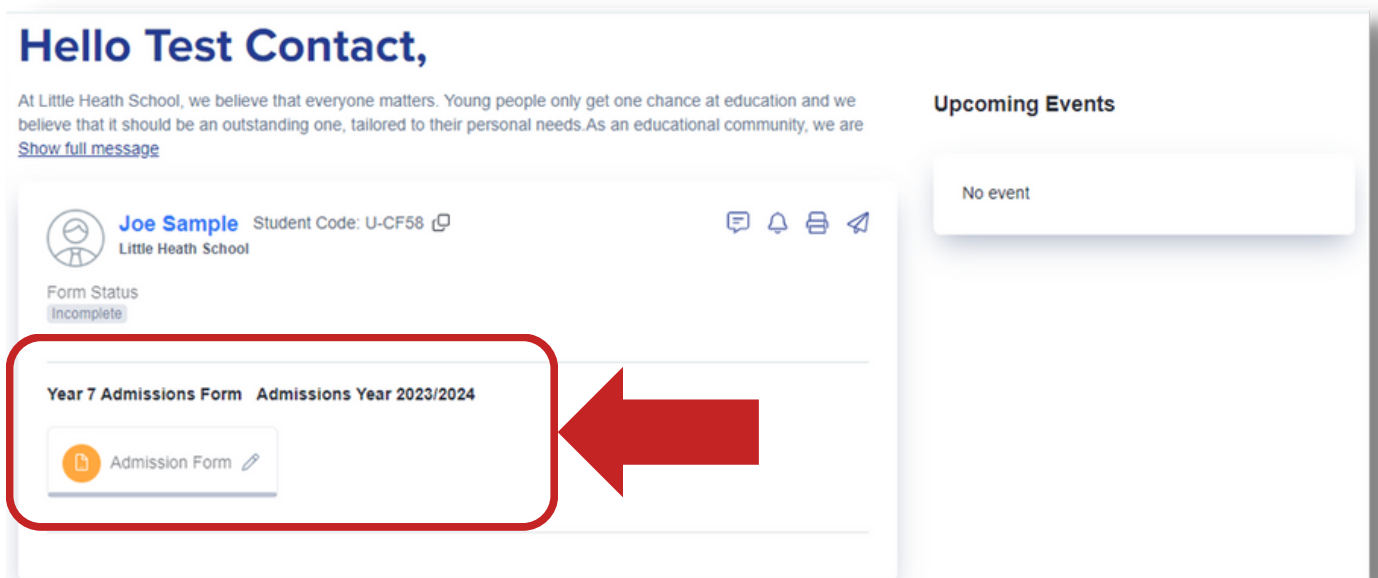 Hello Test Contact,
At Little Heath School, we believe that everyone matters. Young people only get one chance at education and we
believe that it should be an outstanding one, tailored to their personal needs.As an educational community, we are
Show full message
Upcoming Events
No event
Joe Sample Student Code: U-CF58
Little Heath School
Form Status
Incomplete
Year 7 Admissions Form Admissions Year 2023/2024
Admission Form